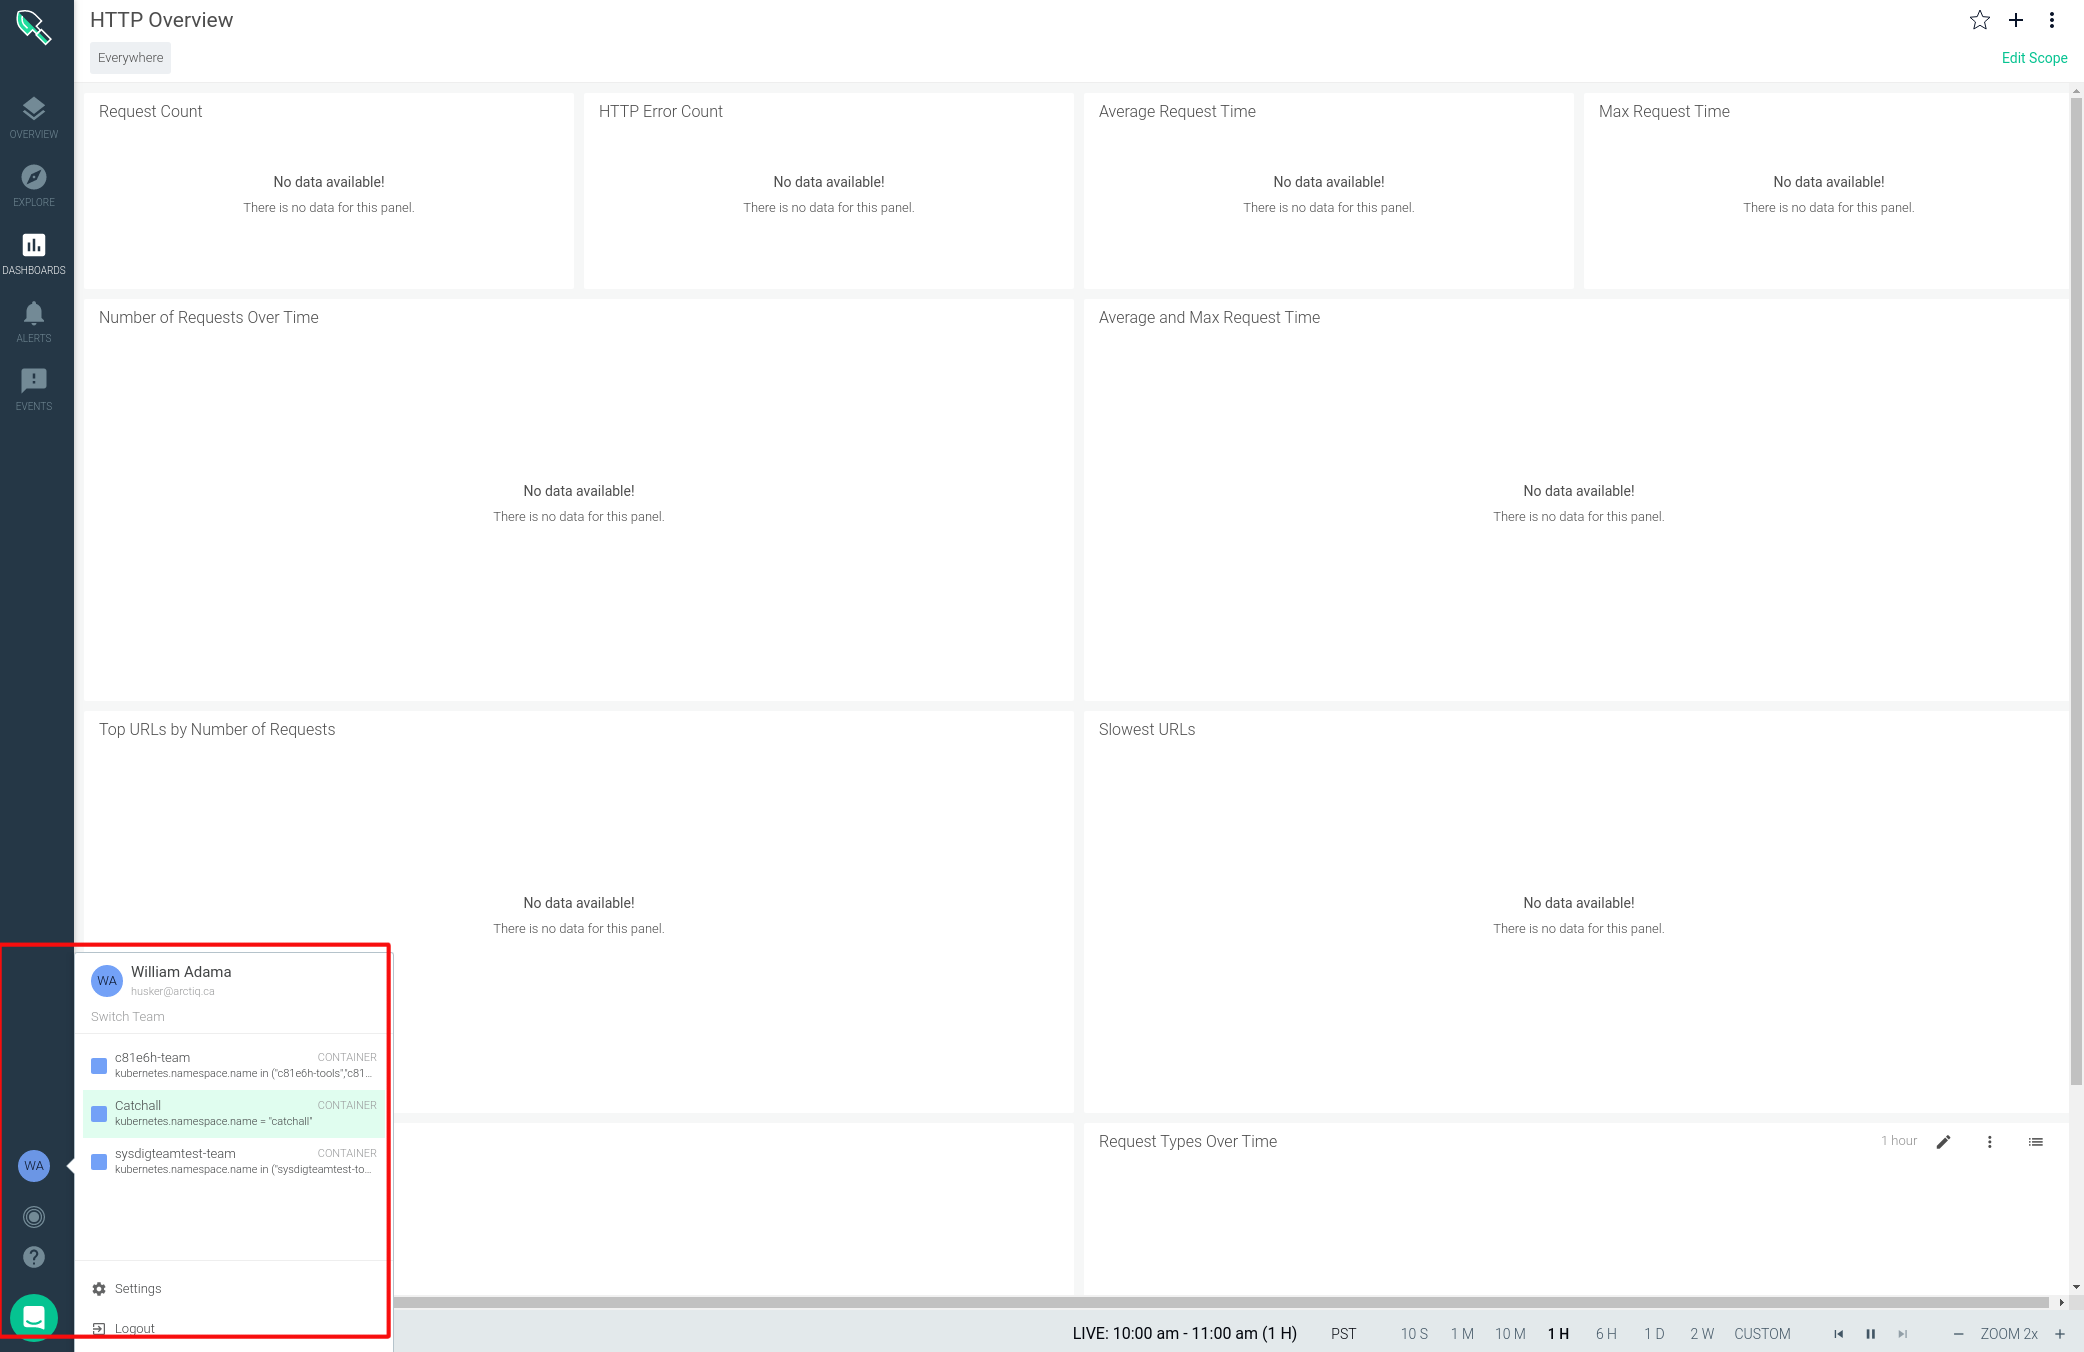 HTTP Overview
Everywhere
Edit Scope
OVERVIEW
EXPLORE
DASHBOARDS
ALERTS
EVENTS
Request Count
No data available!
There is no data for this panel.
HTTP Error Count
No data available!
There is no data for this panel.
Average Request Time
No data available!
There is no data for this panel.
Max Request Time
No data available!
There is no data for this panel.
Number of Requests Over Time
No data available!
There is no data for this panel.
Average and Max Request Time
No data available!
There is no data for this panel.
Top URLs by Number of Requests
No data available!
There is no data for this panel.
Slowest URLs
No data available!
There is no data for this panel.
Request Types Over Time
1 hour
WA
WA
William Adama
husker@arctiq.ca
Switch Team
c81e6h-team CONTAINER
kubernetes.namespace.name in ("c81e6h-tools","c81...
Catchall CONTAINER
kubernetes.namespace.name = "catchall"
sysdigteamtest-team CONTAINER
kubernetes.namespace.name in ("sysdigteamtest-to...
Settings
Logout
LIVE: 10:00 am - 11:00 am (1 H) PST 10 S 1 M 10 M 1 H 6 H 1 D 2 W CUSTOM ZOOM 2x